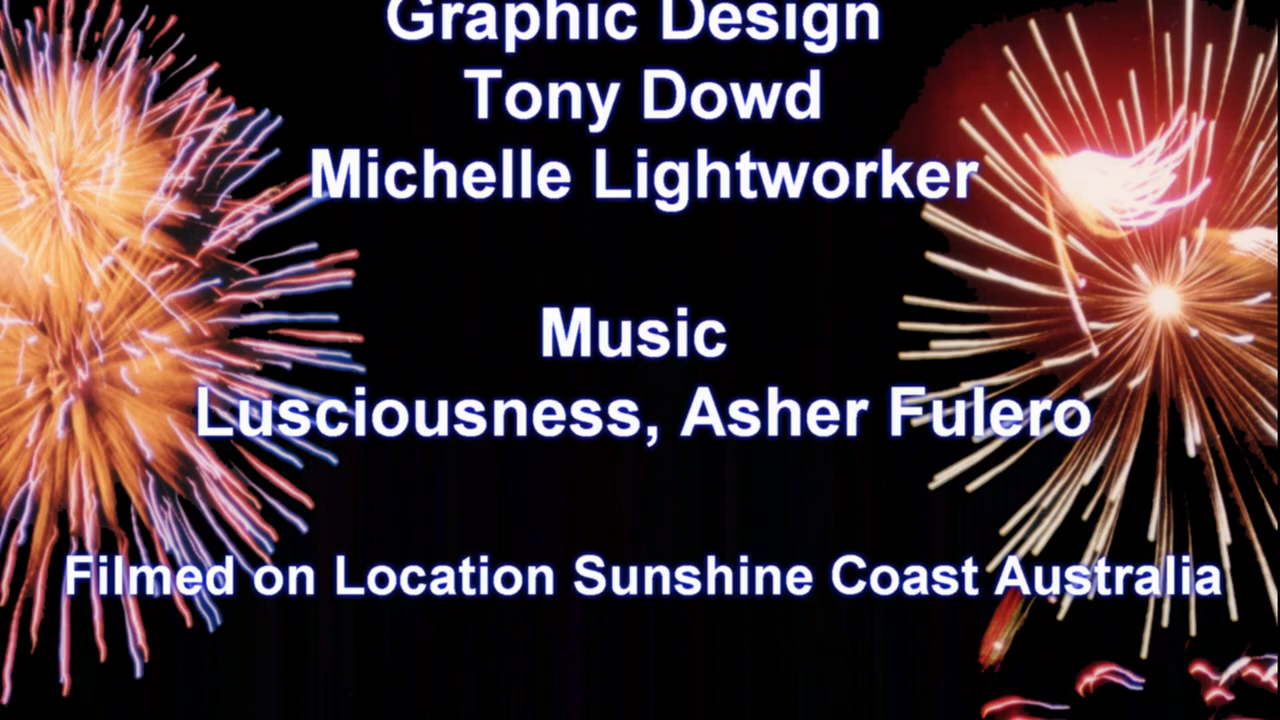 Graphic Design
Tony Dowd
Michelle Lightworker
Music
Lusciousness, Asher Fulero
Filmed on Location Sunshine Coast Australia